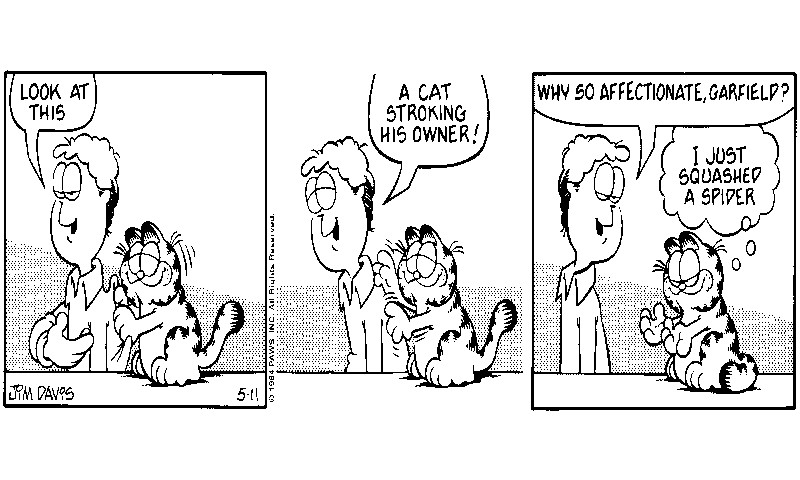 LOOK AT
THIS
JIM DAVIS
5-11
© 1984 PAWS, INC. All Rights Reserved.
A CAT
STROKING
HIS OWNER!
WHY SO AFFECTIONATE, GARFIELD?
I JUST
SQUASHED
A SPIDER